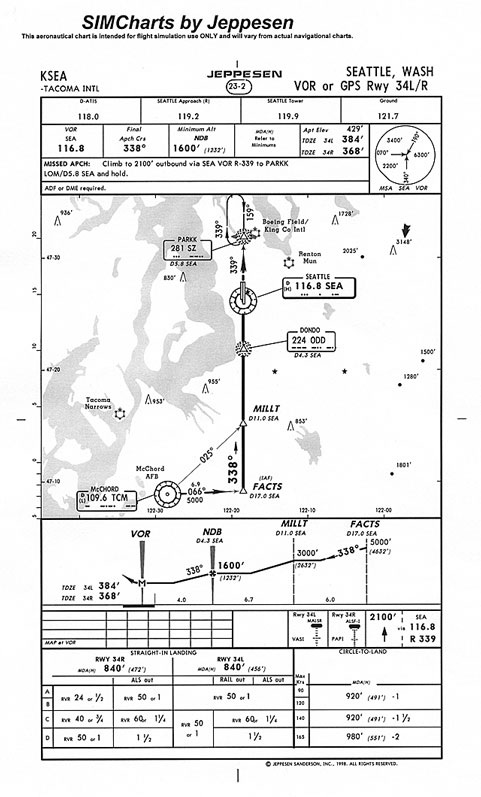 SIMCharts by Jeppesen
This aeronautical chart is intended for flight simulation use ONLY and will vary from actual navigational charts.
KSEA JEPPESEN SEATTLE, WASH
-TACOMA INTL 23-2 VOR or GPS Rwy 34L/R
D-ATIS SEATTLE Approach (R) SEATTLE Tower Ground
118.0 119.2 119.9 121.7
VOR Final Minimum Alt MDA(H) Apt Elev 429'
SEA Apch Crs NDB Refer to TDZE 34L 384'
116.8 338° 1600' (1232') Minimums TDZE 34R 368'
MISSED APCH: Climb to 2100' outbound via SEA VOR R-339 to PARKK
LOM/D5.8 SEA and hold.
ADF or DME required.
3400'
070° 190°
6300'
2200'
340°
MSA SEA VOR
936'
339° 159°
1728'
Boeing Field/
King Co Intl
PARKK
281 SZ
D5.8 SEA
3148'
2025'
47-30
339°
Renton
Mun
830'
SEATTLE
D
(H) 116.8 SEA
DONDO
224 ODD
D4.3 SEA
1500'
47-20
1280'
955'
953'
Tacoma
Narrows
MILLT
D11.0 SEA
853'
025°
338°
McChord
AFB
1801'
47-10
McCHORD
D
(L) 109.6 TCM
6.9
066°
5000
(IAF)
FACTS
D17.0 SEA
20
15
10
5
0
5
122-30 122-20 122-10 122-00
VOR NDB MILLT FACTS
D4.3 SEA D11.0 SEA D17.0 SEA
5000'
(4632')
338°
3000'
(2632')
1600'
(1232')
338°
M
TDZE 34L 384'
TDZE 34R 368'
4.0 6.7 6.0
Rwy 34L Rwy 34R 2100' SEA
MALSR ALSF-II via 116.8
VASI PAPI R 339
MAP at VOR
STRAIGHT-IN LANDING CIRCLE-TO-LAND
RWY 34R RWY 34L
MDA(H) 840' (472') MDA(H) 840' (456')
ALS out RAIL out ALS out Max Kts MDA(H)
A RVR 24 or ½ RVR 50 or 1 RVR 50 or 1 90 920' (491') -1
B 120
C RVR 40 or ¾ RVR 60 or 1¼ RVR 50 or 1 RVR 60 or 1¼ 140 920' (491') -1 ½
D RVR 50 or 1 1 ½ 1 ½ 165 980' (551') -2
© JEPPESEN SANDERSON, INC., 1998. ALL RIGHTS RESERVED.